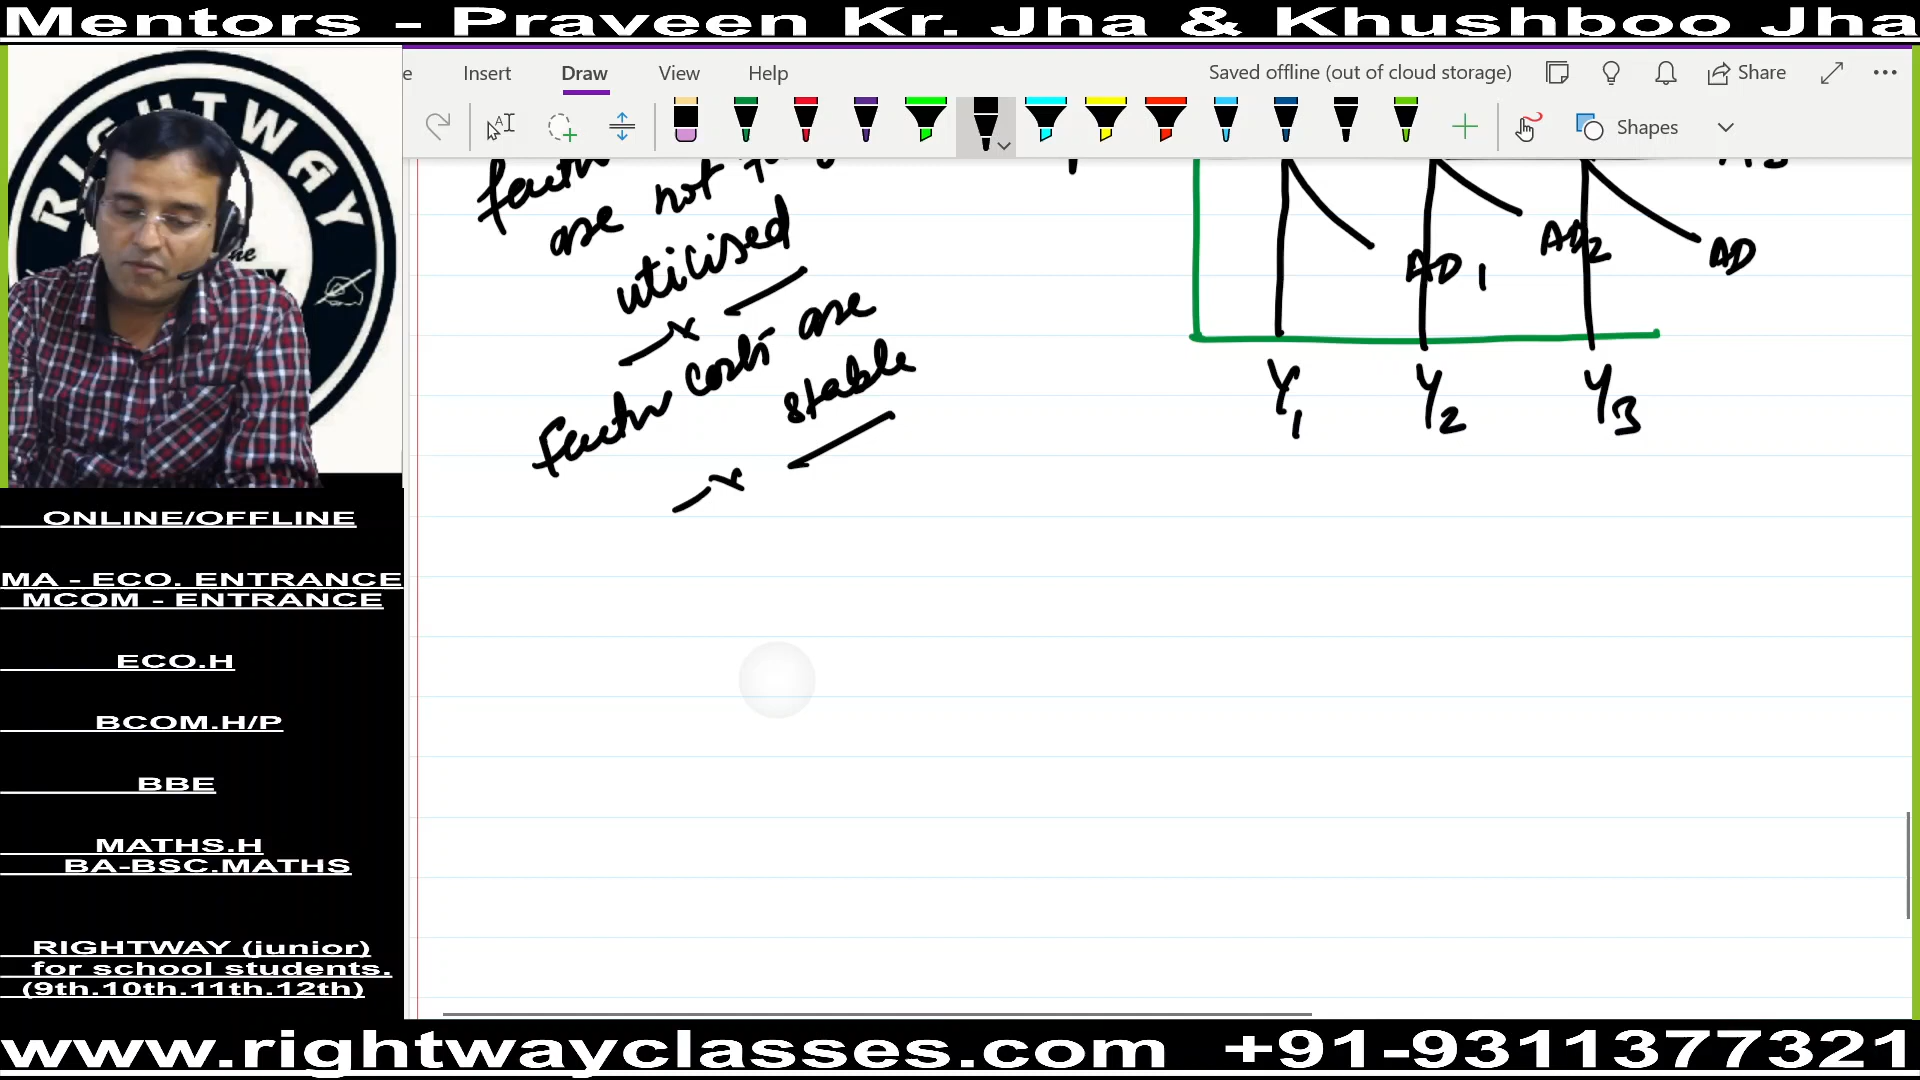 Mentors - Praveen Kr. Jha & Khushboo Jha
RIGHTWAY
e Insert Draw View Help
Saved offline (out of cloud storage)
Share
Shapes
are not
uticised
x
Factor costs are
stable
x
AD1
AD2
AD
Y1
Y2
Y3
ONLINE/OFFLINE
MA - ECO. ENTRANCE
MCOM - ENTRANCE
ECO.H
BCOM.H/P
BBE
MATHS.H
BA-BSC.MATHS
RIGHTWAY (junior)
for school students.
(9th.10th.11th.12th)
www.rightwayclasses.com +91-9311377321